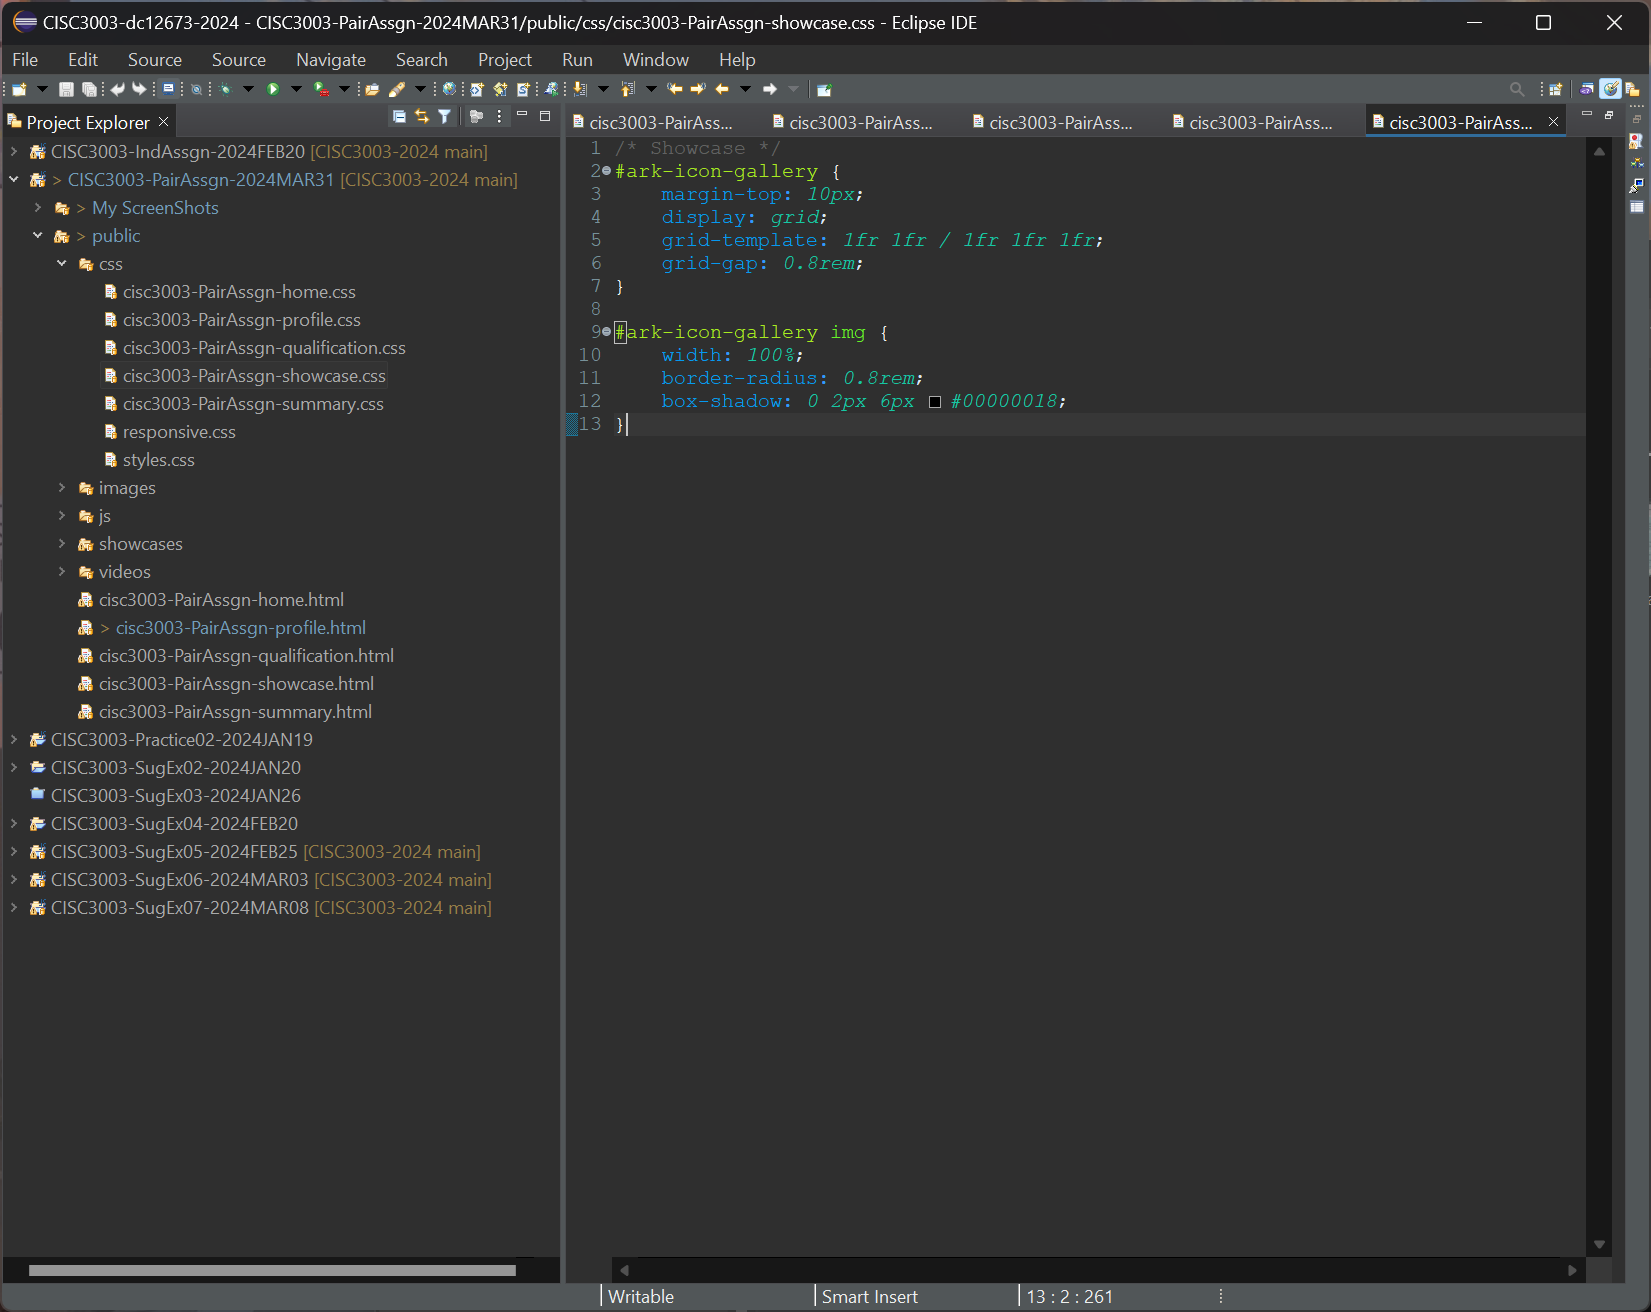 CISC3003-dc12673-2024 - CISC3003-PairAssgn-2024MAR31/public/css/cisc3003-PairAssgn-showcase.css - Eclipse IDE
File Edit Source Source Navigate Search Project Run Window Help
Project Explorer
cisc3003-PairAss... cisc3003-PairAss... cisc3003-PairAss... cisc3003-PairAss... cisc3003-PairAss...
CISC3003-IndAssgn-2024FEB20 [CISC3003-2024 main]
> CISC3003-PairAssgn-2024MAR31 [CISC3003-2024 main]
> My ScreenShots
> public
css
cisc3003-PairAssgn-home.css
cisc3003-PairAssgn-profile.css
cisc3003-PairAssgn-qualification.css
cisc3003-PairAssgn-showcase.css
cisc3003-PairAssgn-summary.css
responsive.css
styles.css
images
js
showcases
videos
cisc3003-PairAssgn-home.html
> cisc3003-PairAssgn-profile.html
cisc3003-PairAssgn-qualification.html
cisc3003-PairAssgn-showcase.html
cisc3003-PairAssgn-summary.html
CISC3003-Practice02-2024JAN19
CISC3003-SugEx02-2024JAN20
CISC3003-SugEx03-2024JAN26
CISC3003-SugEx04-2024FEB20
CISC3003-SugEx05-2024FEB25 [CISC3003-2024 main]
CISC3003-SugEx06-2024MAR03 [CISC3003-2024 main]
CISC3003-SugEx07-2024MAR08 [CISC3003-2024 main]
1 /* Showcase */
2 #ark-icon-gallery {
3 margin-top: 10px;
4 display: grid;
5 grid-template: 1fr 1fr / 1fr 1fr 1fr;
6 grid-gap: 0.8rem;
7 }
8
9 #ark-icon-gallery img {
10 width: 100%;
11 border-radius: 0.8rem;
12 box-shadow: 0 2px 6px #00000018;
13 }
Writable Smart Insert 13 : 2 : 261